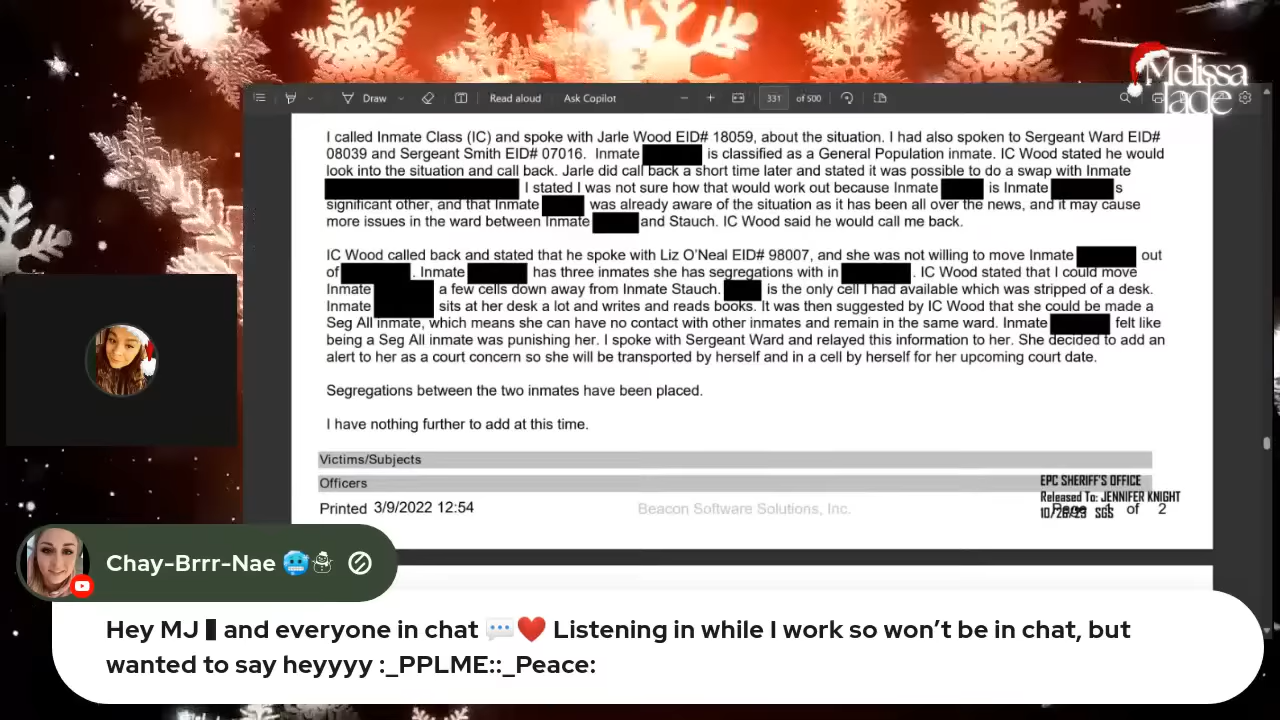 Melissa
Jade
Draw
Read aloud
Ask Copilot
331
of 500
I called Inmate Class (IC) and spoke with Jarle Wood EID# 18059, about the situation. I had also spoken to Sergeant Ward EID#
08039 and Sergeant Smith EID# 07016. Inmate is classified as a General Population inmate. IC Wood stated he would
look into the situation and call back. Jarle did call back a short time later and stated it was possible to do a swap with Inmate
I stated I was not sure how that would work out because Inmate is Inmate s
significant other, and that Inmate was already aware of the situation as it has been all over the news, and it may cause
more issues in the ward between Inmate and Stauch. IC Wood said he would call me back.
IC Wood called back and stated that he spoke with Liz O'Neal EID# 98007, and she was not willing to move Inmate out
of . Inmate has three inmates she has segregations with in . IC Wood stated that I could move
Inmate a few cells down away from Inmate Stauch. is the only cell I had available which was stripped of a desk.
Inmate sits at her desk a lot and writes and reads books. It was then suggested by IC Wood that she could be made a
Seg All inmate, which means she can have no contact with other inmates and remain in the same ward. Inmate felt like
being a Seg All inmate was punishing her. I spoke with Sergeant Ward and relayed this information to her. She decided to add an
alert to her as a court concern so she will be transported by herself and in a cell by herself for her upcoming court date.
Segregations between the two inmates have been placed.
I have nothing further to add at this time.
Victims/Subjects
Officers
EPC SHERIFF'S OFFICE
Released To: JENNIFER KNIGHT
10/26/23 SGS
Printed 3/9/2022 12:54
Beacon Software Solutions, Inc.
Page 1 of 2
Chay-Brrr-Nae 🥶☃️
Hey MJ and everyone in chat 💬❤️ Listening in while I work so won't be in chat, but
wanted to say heyyyy :_PPLME::_Peace: